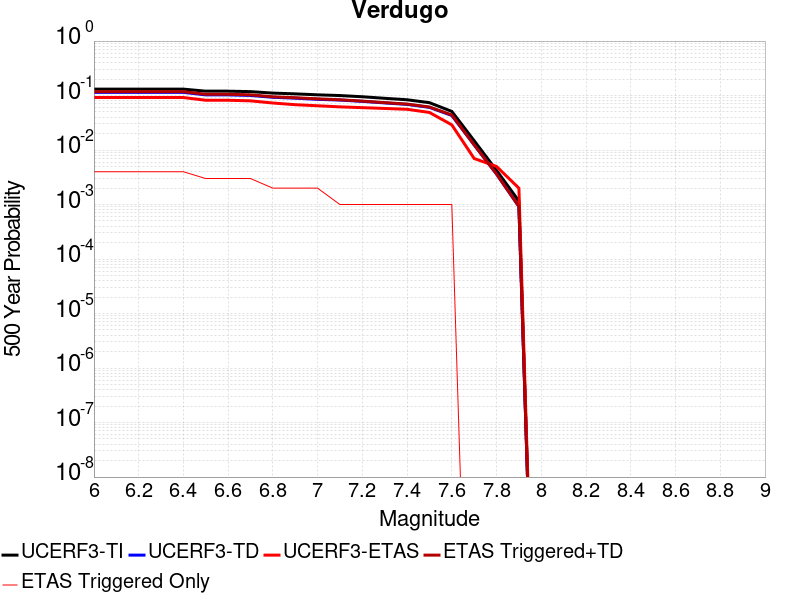 Verdugo
10^0
10^-1
10^-2
10^-3
10^-4
10^-5
10^-6
10^-7
10^-8
500 Year Probability
6 6.2 6.4 6.6 6.8 7 7.2 7.4 7.6 7.8 8 8.2 8.4 8.6 8.8 9
Magnitude
UCERF3-TI UCERF3-TD UCERF3-ETAS ETAS Triggered+TD
ETAS Triggered Only